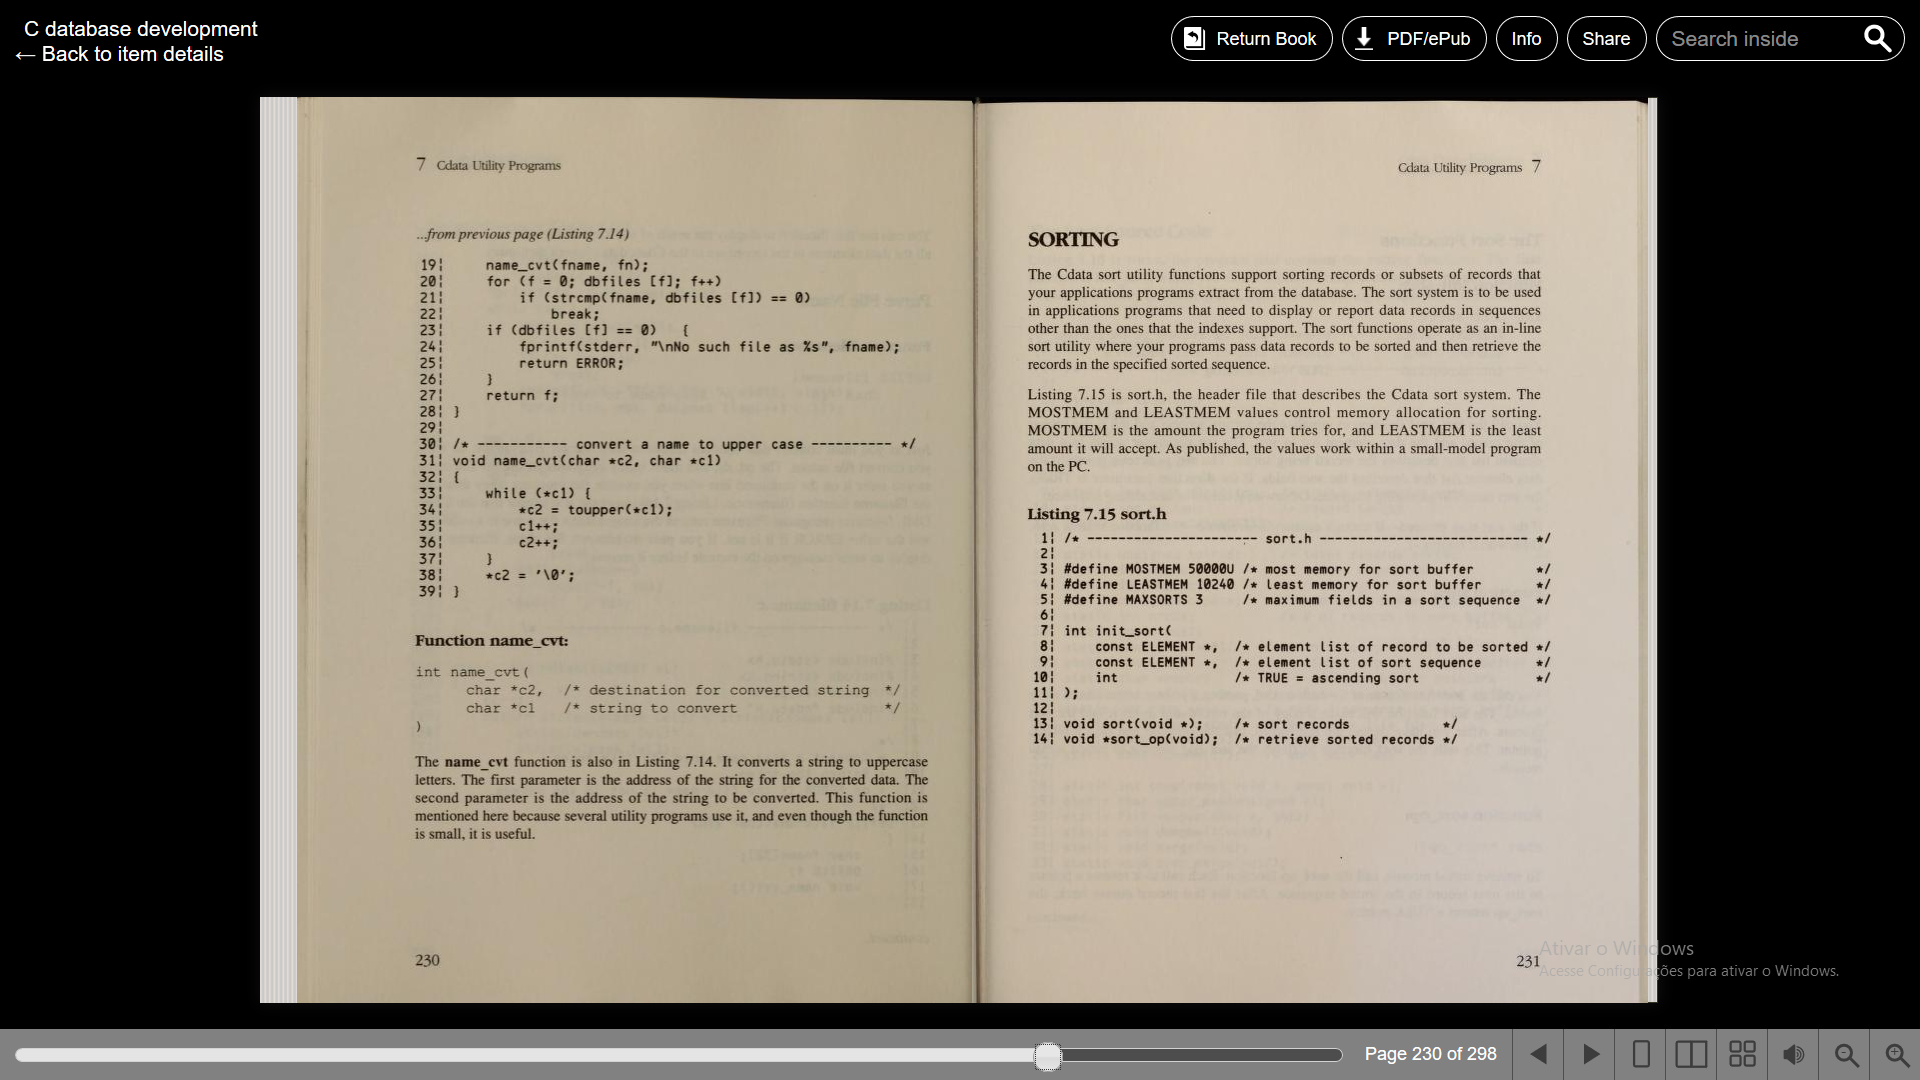 C database development
← Back to item details
Return Book
PDF/ePub
Info
Share
Search inside
7 Cdata Utility Programs
...from previous page (Listing 7.14)
19¦     name_cvt(fname, fn);
20¦     for (f = 0; dbfiles [f]; f++)
21¦         if (strcmp(fname, dbfiles [f]) == 0)
22¦             break;
23¦     if (dbfiles [f] == 0)   {
24¦         fprintf(stderr, "\nNo such file as %s", fname);
25¦         return ERROR;
26¦     }
27¦     return f;
28¦ }
29¦
30¦ /* ----------- convert a name to upper case ---------- */
31¦ void name_cvt(char *c2, char *c1)
32¦ {
33¦     while (*c1) {
34¦         *c2 = toupper(*c1);
35¦         c1++;
36¦         c2++;
37¦     }
38¦     *c2 = '\0';
39¦ }
Function name_cvt:
int name_cvt(
char *c2,  /* destination for converted string  */
char *c1   /* string to convert                 */
)
The name_cvt function is also in Listing 7.14. It converts a string to uppercase
letters. The first parameter is the address of the string for the converted data. The
second parameter is the address of the string to be converted. This function is
mentioned here because several utility programs use it, and even though the function
is small, it is useful.
230
Cdata Utility Programs 7
SORTING
The Cdata sort utility functions support sorting records or subsets of records that
your applications programs extract from the database. The sort system is to be used
in applications programs that need to display or report data records in sequences
other than the ones that the indexes support. The sort functions operate as an in-line
sort utility where your programs pass data records to be sorted and then retrieve the
records in the specified sorted sequence.
Listing 7.15 is sort.h, the header file that describes the Cdata sort system. The
MOSTMEM and LEASTMEM values control memory allocation for sorting.
MOSTMEM is the amount the program tries for, and LEASTMEM is the least
amount it will accept. As published, the values work within a small-model program
on the PC.
Listing 7.15 sort.h
1¦ /* ---------------------- sort.h --------------------------- */
2¦
3¦ #define MOSTMEM 50000U /* most memory for sort buffer        */
4¦ #define LEASTMEM 10240 /* least memory for sort buffer       */
5¦ #define MAXSORTS 3     /* maximum fields in a sort sequence  */
6¦
7¦ int init_sort(
8¦     const ELEMENT *,  /* element list of record to be sorted */
9¦     const ELEMENT *,  /* element list of sort sequence       */
10¦     int               /* TRUE = ascending sort               */
11¦ );
12¦
13¦ void sort(void *);    /* sort records            */
14¦ void *sort_op(void);  /* retrieve sorted records */
231
Ativar o Windows
Acesse Configurações para ativar o Windows.
Page 230 of 298